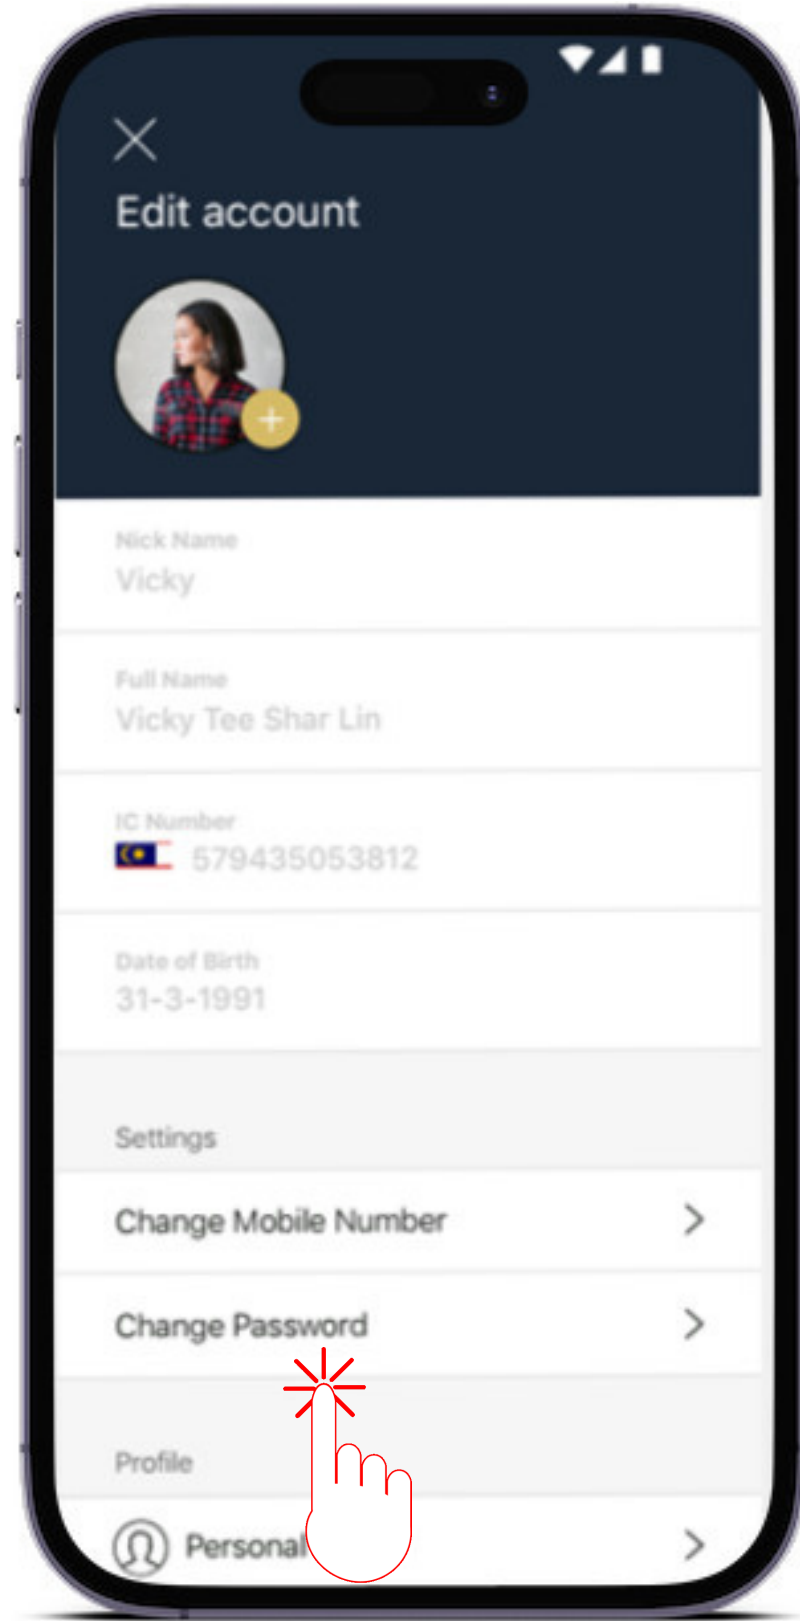 Edit account
Nick Name
Vicky
Full Name
Vicky Tee Shar Lin
IC Number
579435053812
Date of Birth
31-3-1991
Settings
Change Mobile Number
Change Password
Profile
Personal